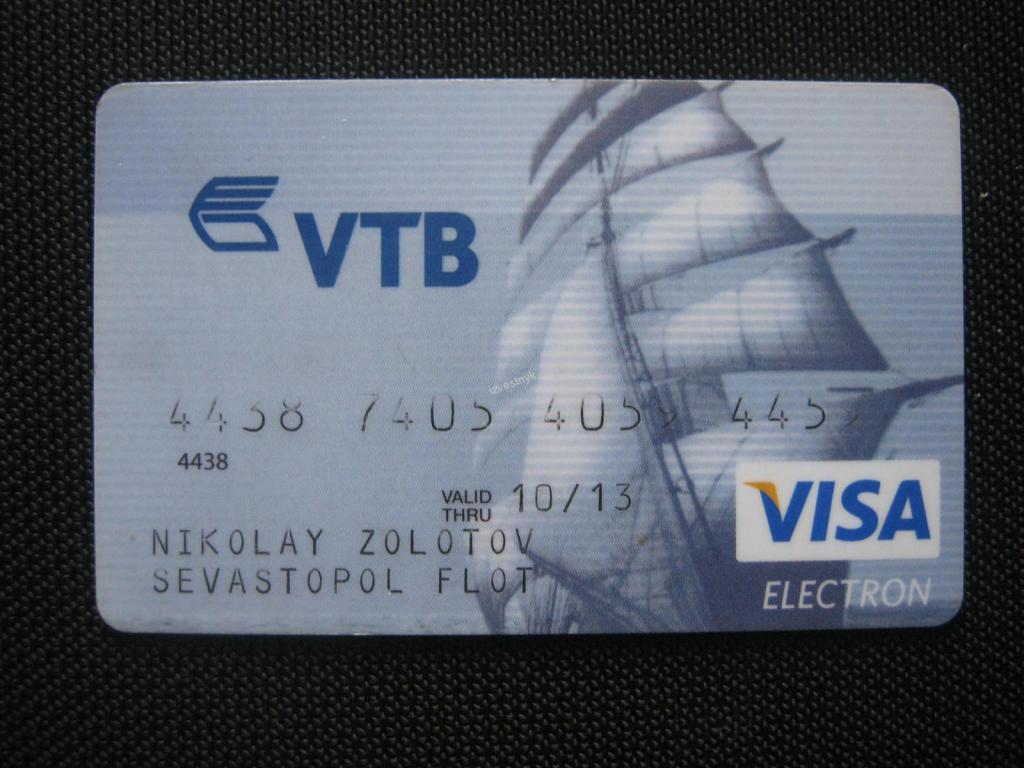 VTB
izvestnyk
4438 7405
4438
VALID THRU 10/13
NIKOLAY ZOLOTOV
SEVASTOPOL FLOT
VISA
ELECTRON